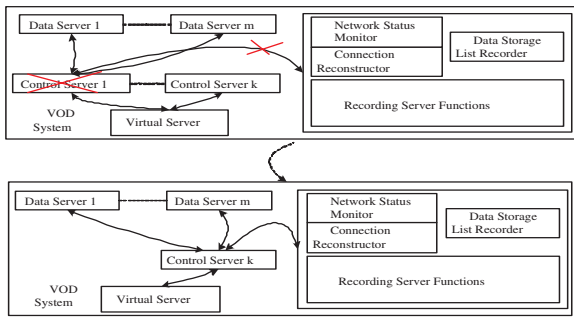 Data Server 1
Data Server m
Control Server 1
Control Server k
VOD
System
Virtual Server
Network Status
Monitor
Connection
Reconstructor
Data Storage
List Recorder
Recording Server Functions
Data Server 1
Data Server m
Control Server k
VOD
System
Virtual Server
Network Status
Monitor
Connection
Reconstructor
Data Storage
List Recorder
Recording Server Functions